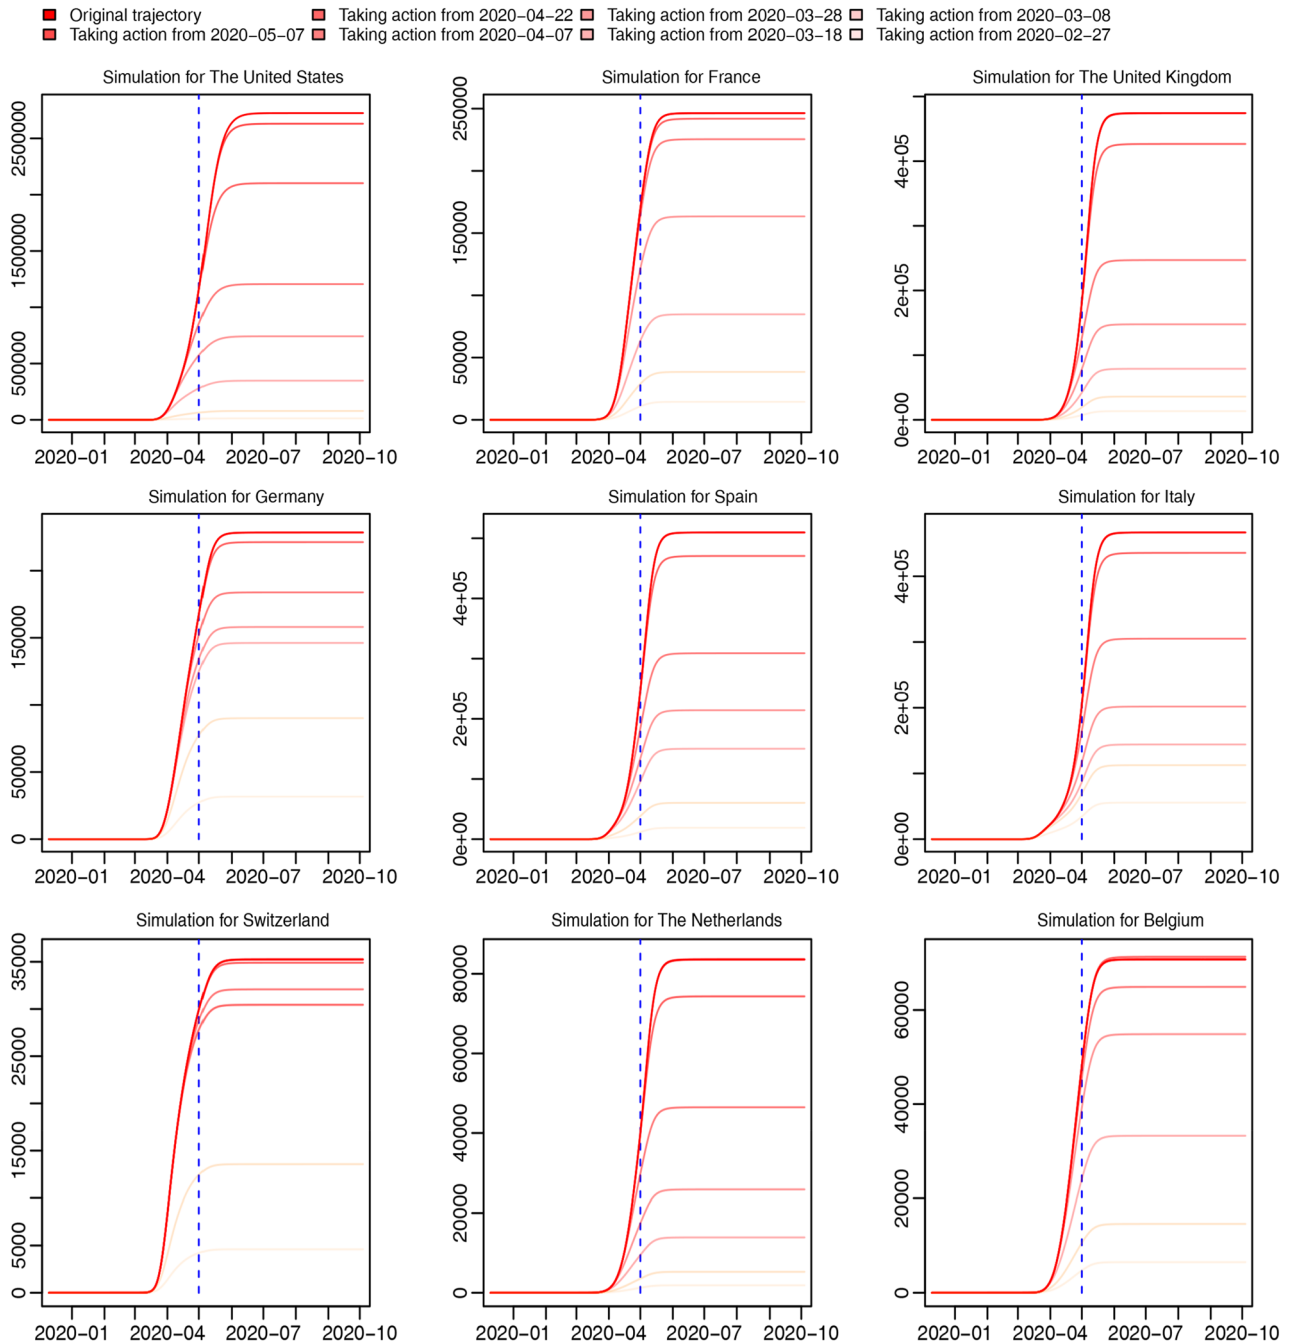 Original trajectory
Taking action from 2020−05−07
Taking action from 2020−04−22
Taking action from 2020−04−07
Taking action from 2020−03−28
Taking action from 2020−03−18
Taking action from 2020−03−08
Taking action from 2020−02−27
Simulation for The United States
0
500000
1500000
2500000
2020−01 2020−04 2020−07 2020−10
Simulation for France
0
50000
150000
250000
2020−01 2020−04 2020−07 2020−10
Simulation for The United Kingdom
0e+00
2e+05
4e+05
2020−01 2020−04 2020−07 2020−10
Simulation for Germany
0
50000
150000
2020−01 2020−04 2020−07 2020−10
Simulation for Spain
0e+00
2e+05
4e+05
2020−01 2020−04 2020−07 2020−10
Simulation for Italy
0e+00
2e+05
4e+05
2020−01 2020−04 2020−07 2020−10
Simulation for Switzerland
0
5000
15000
25000
35000
2020−01 2020−04 2020−07 2020−10
Simulation for The Netherlands
0
20000
40000
60000
80000
2020−01 2020−04 2020−07 2020−10
Simulation for Belgium
0
20000
40000
60000
2020−01 2020−04 2020−07 2020−10